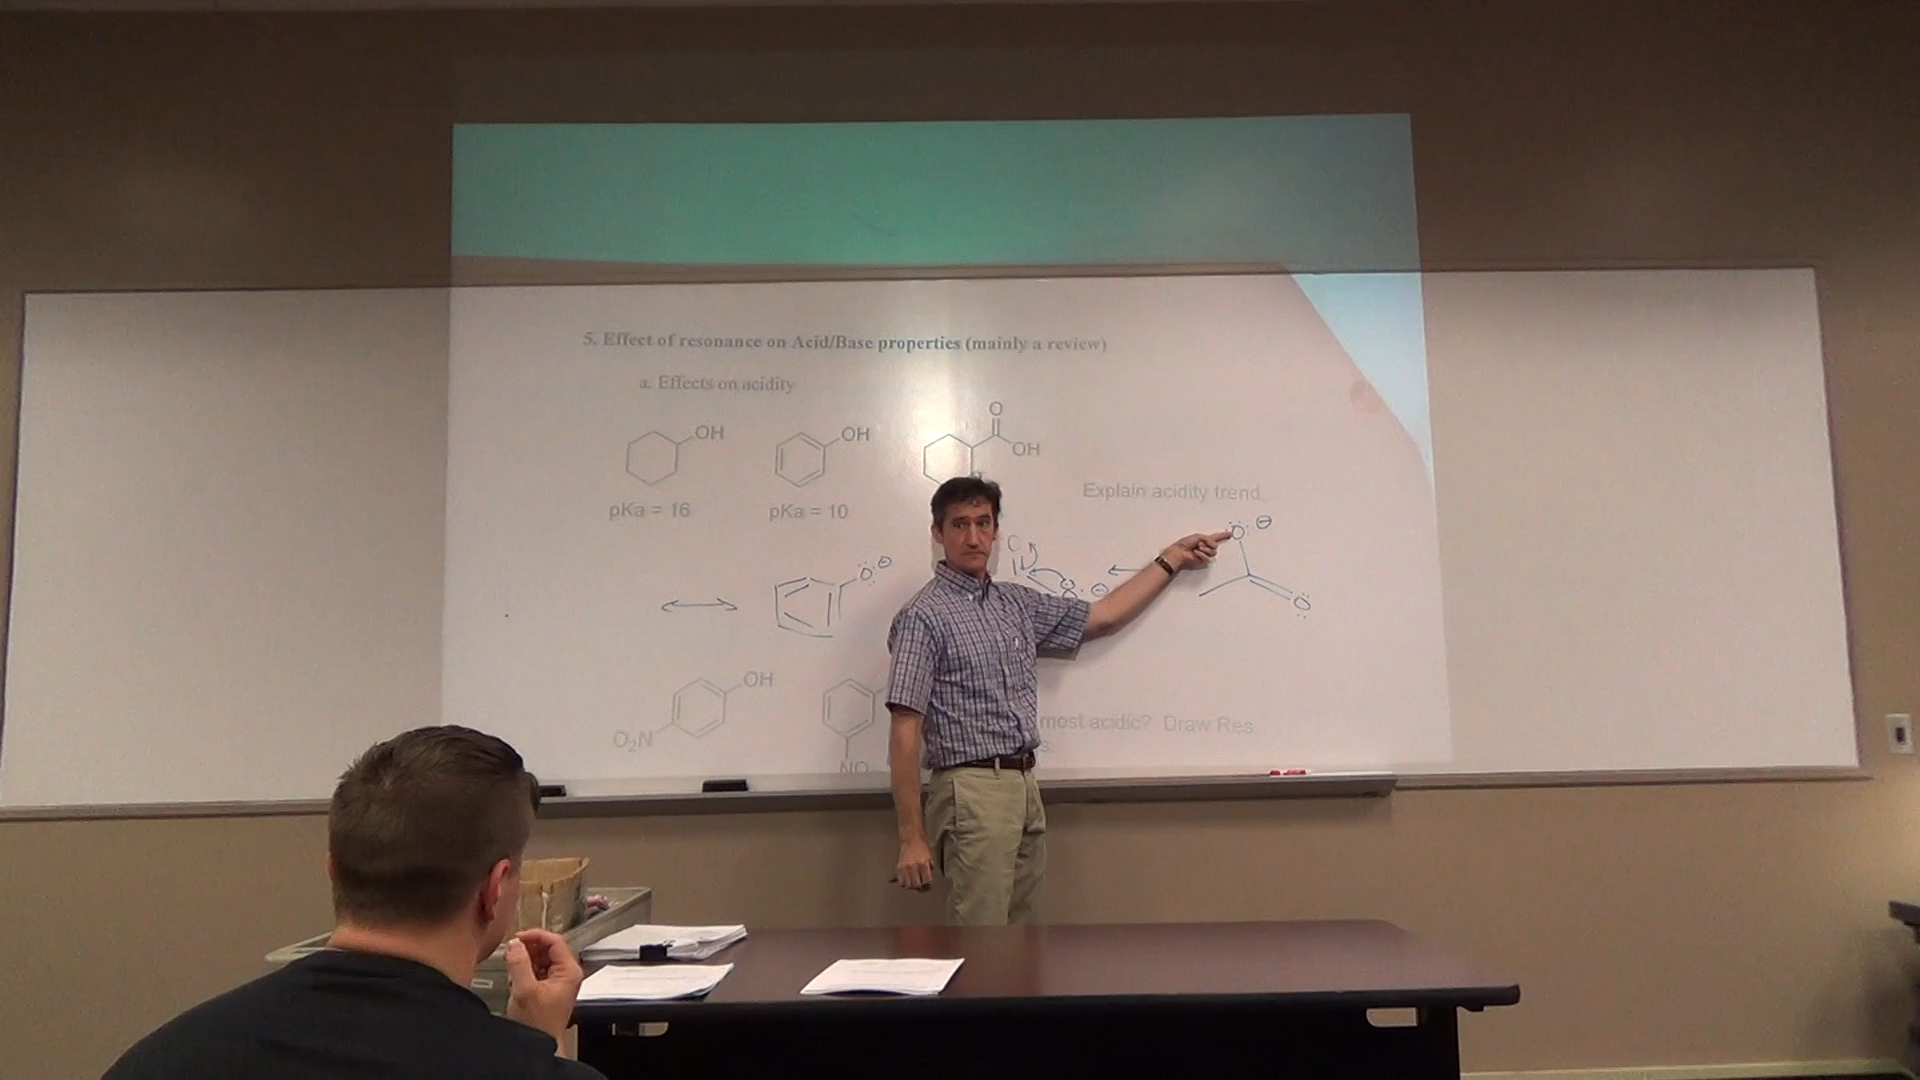 5. Effect of resonance on Acid/Base properties (mainly a review)
a. Effects on acidity
OH
OH
O
OH
pKa = 16
pKa = 10
Explain acidity trend.
O ⊖
O ⊖
⊖
O
OH
O₂N
NO
most acidic? Draw Res.
s.